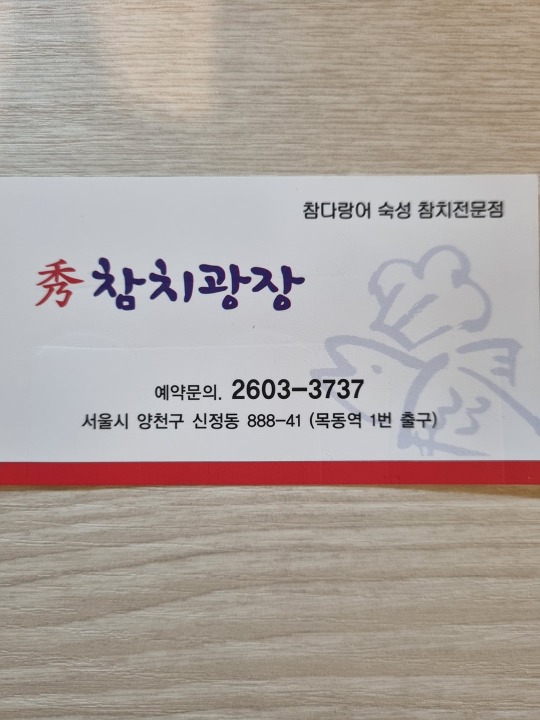 참다랑어 숙성 참치전문점
秀 참치광장
예약문의. 2603-3737
서울시 양천구 신정동 888-41 (목동역 1번 출구)